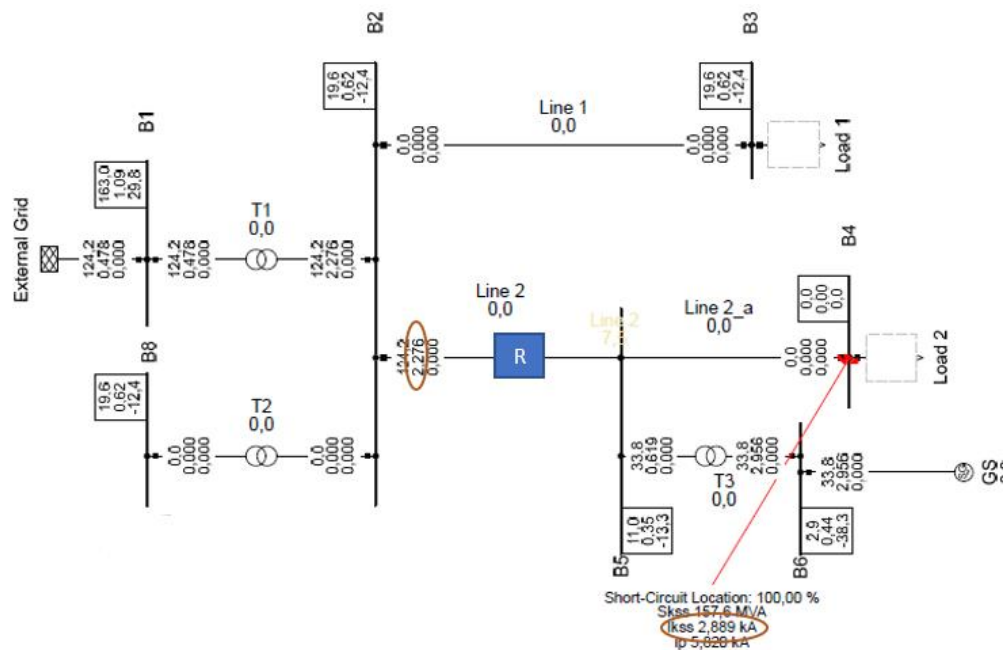 B2
B3
19,6
0,62
-12,4
19,6
0,62
-12,4
B1
Line 1
0,0
0,0
0,000
0,000
0,0
0,000
0,000
Load 1
163,0
1,09
29,8
T1
0,0
External Grid
124,2
0,478
0,000
124,2
0,478
0,000
124,2
2,276
0,000
B4
Line 2
0,0
Line 2_a
0,0
0,0
0,00
0,0
Line 2
B8
R
124,2
2,276
0,000
0,0
0,000
0,000
Load 2
19,6
0,62
-12,4
T2
0,0
0,0
0,000
0,000
0,0
0,000
0,000
33,8
0,619
0,000
T3
0,0
33,8
2,956
0,000
33,8
2,956
0,000
GS
11,0
0,35
-13,3
2,9
0,44
-38,3
B5
B6
Short-Circuit Location: 100,00 %
Skss 157,6 MVA
Ikss 2,889 kA
ip 5,828 kA